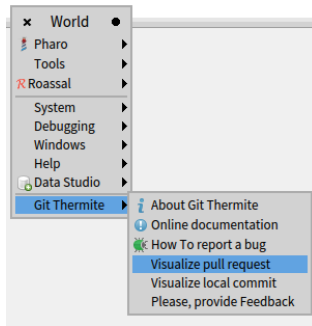 World
Pharo
Tools
Roassal
System
Debugging
Windows
Help
Data Studio
Git Thermite
About Git Thermite
Online documentation
How To report a bug
Visualize pull request
Visualize local commit
Please, provide Feedback